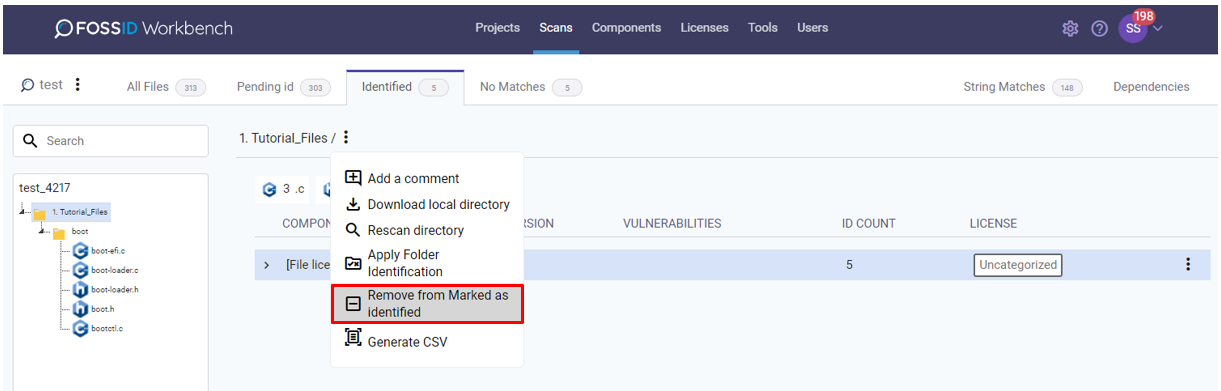 FOSSID Workbench
Projects Scans Components Licenses Tools Users
198
SS
test
All Files 313 Pending id 303 Identified 5 No Matches 5 String Matches 148 Dependencies
Search
1. Tutorial_Files /
test_4217
1. Tutorial_Files
boot
boot-efi.c
boot-loader.c
boot-loader.h
boot.h
bootctl.c
3 .c
Add a comment
Download local directory
Rescan directory
Apply Folder
Identification
Remove from Marked as
identified
Generate CSV
COMPON RSION VULNERABILITIES ID COUNT LICENSE
[File lice 5 Uncategorized